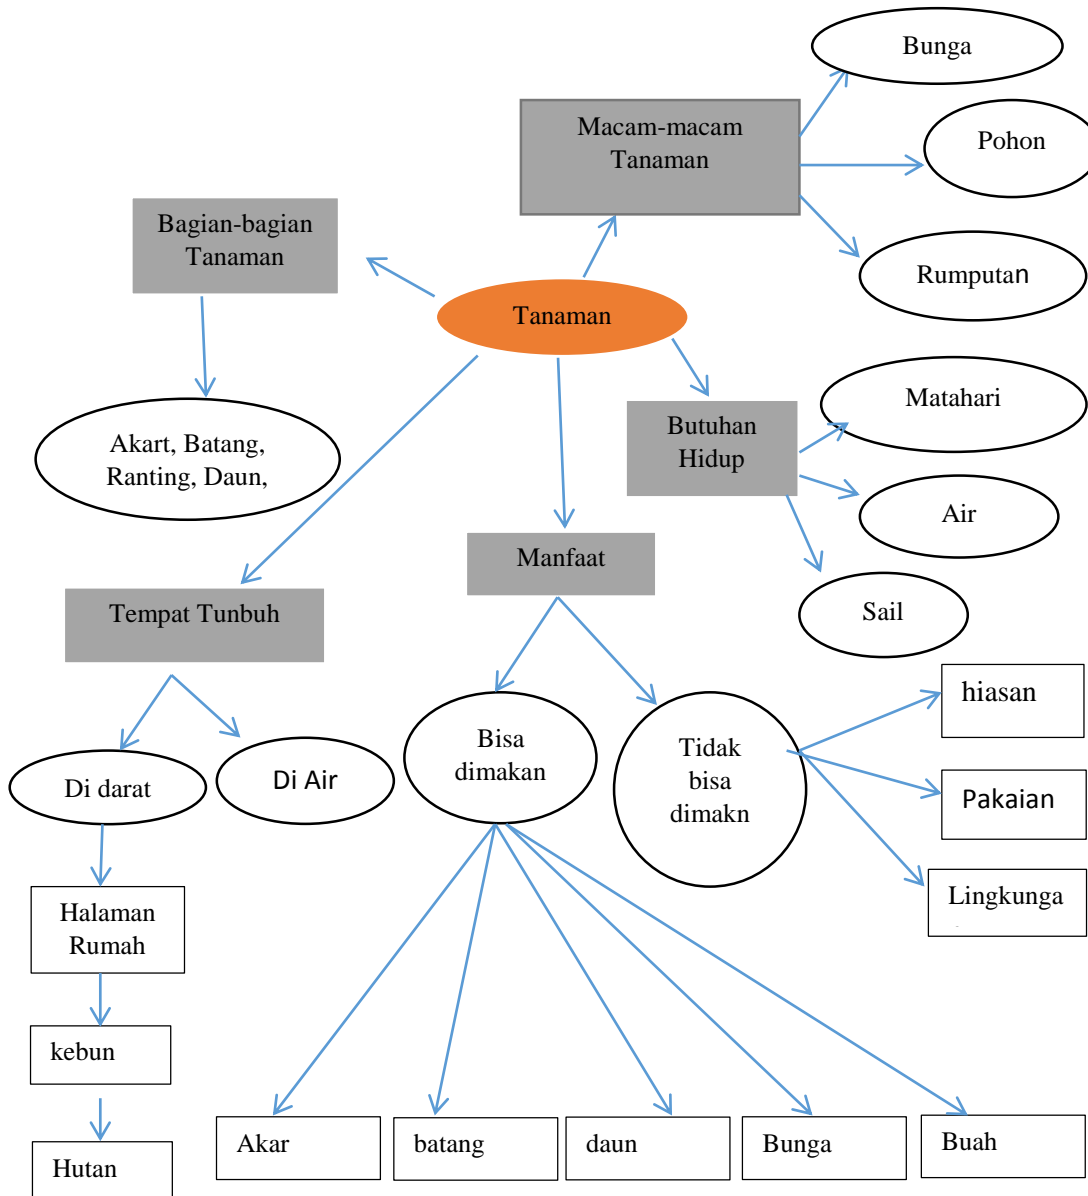 Bunga
Macam-macam
Tanaman
Pohon
Bagian-bagian
Tanaman
Rumputan
Tanaman
Matahari
Butuhan
Hidup
Akart, Batang,
Ranting, Daun,
Air
Manfaat
Tempat Tunbuh
Sail
hiasan
Bisa
dimakan
Tidak
bisa
dimakn
Di darat
Di Air
Pakaian
Lingkunga
Halaman
Rumah
kebun
Akar
batang
daun
Bunga
Buah
Hutan